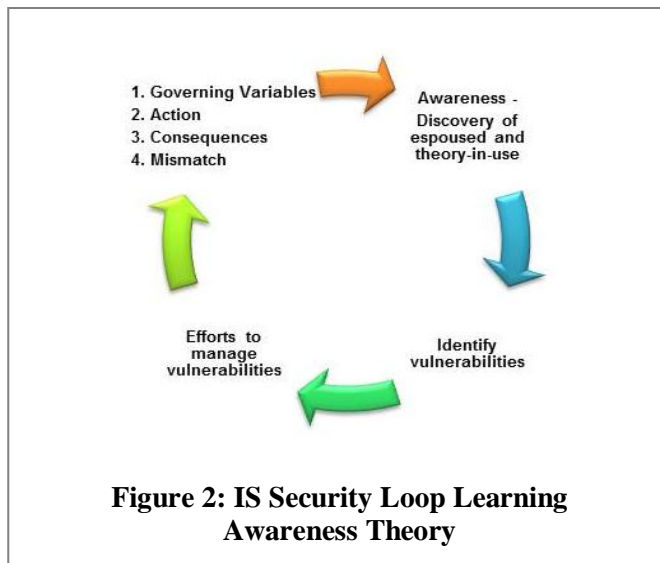 1. Governing Variables
2. Action
3. Consequences
4. Mismatch
Awareness -
Discovery of
espoused and
theory-in-use
Identify
vulnerabilities
Efforts to
manage
vulnerabilities
Figure 2: IS Security Loop Learning
Awareness Theory